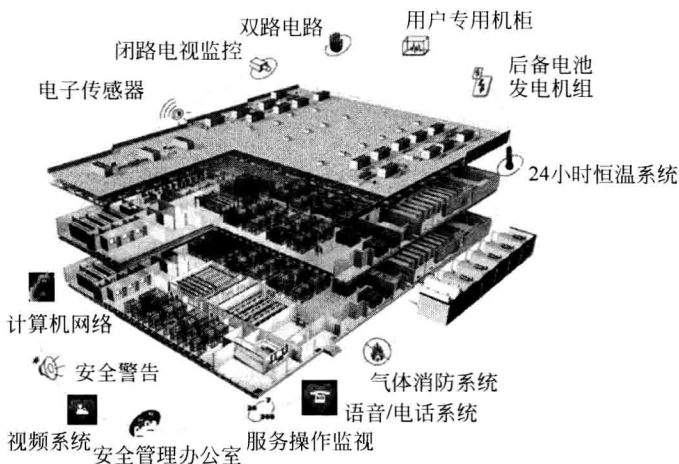 双路电路
用户专用机柜
闭路电视监控
后备电池
发电机组
电子传感器
24小时恒温系统
计算机网络
安全警告
气体消防系统
语音/电话系统
视频系统
安全管理办公室
服务操作监视